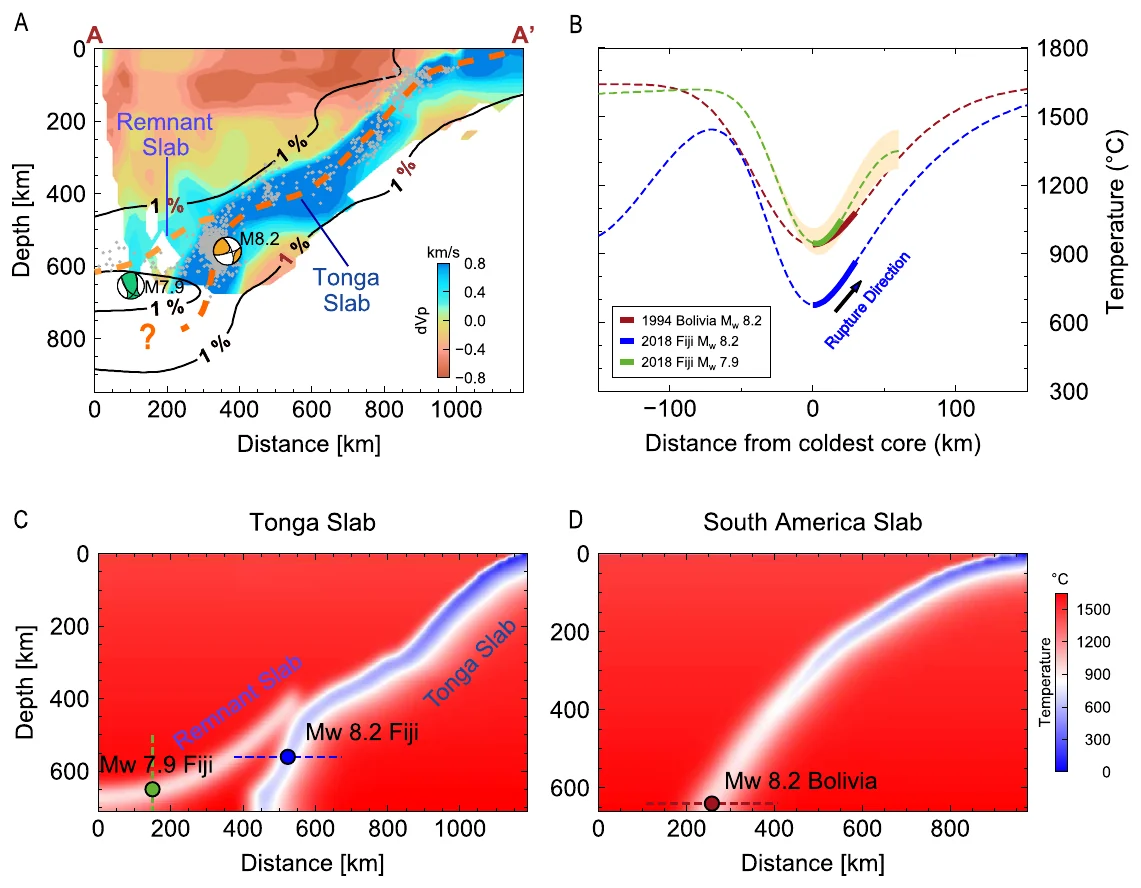 A
A
A'
0
200
400
600
800
Depth [km]
0
200
400
600
800
1000
Distance [km]
Remnant
Slab
1 %
1 %
1 %
1 %
1 %
M8.2
M7.9
?
Tonga
Slab
km/s
0.8
0.4
0.0
−0.4
−0.8
dVp
B
1800
1500
1200
900
600
300
Temperature (°C)
−100
0
100
Distance from coldest core (km)
1994 Bolivia Mw 8.2
2018 Fiji Mw 8.2
2018 Fiji Mw 7.9
Rupture Direction
C
Tonga Slab
0
200
400
600
Depth [km]
0
200
400
600
800
1000
Distance [km]
Remnant Slab
Tonga Slab
Mw 8.2 Fiji
Mw 7.9 Fiji
D
South America Slab
0
200
400
600
0
200
400
600
800
Distance [km]
Mw 8.2 Bolivia
°C
1500
1200
900
600
300
0
Temperature